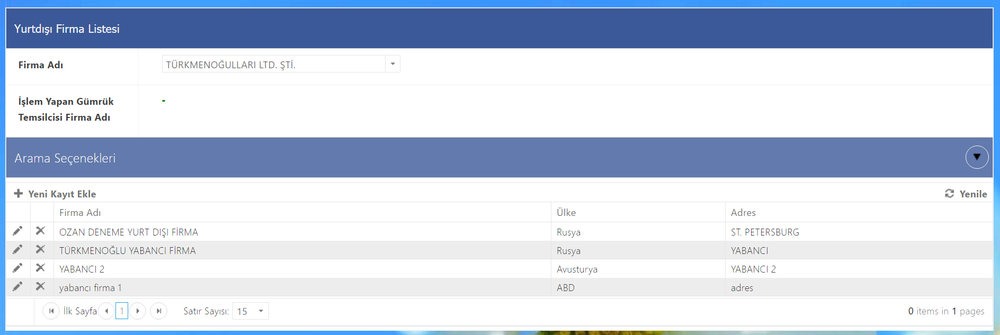 Yurtdışı Firma Listesi
Firma Adı
TÜRKMENOĞULLARI LTD. ŞTİ.
İşlem Yapan Gümrük
Temsilcisi Firma Adı
-
Arama Seçenekleri
Yeni Kayıt Ekle
Yenile
Firma Adı Ülke Adres
OZAN DENEME YURT DIŞI FİRMA Rusya ST. PETERSBURG
TÜRKMENOĞLU YABANCI FİRMA Rusya YABANCI
YABANCI 2 Avusturya YABANCI 2
yabancı firma 1 ABD adres
İlk Sayfa 1 Satır Sayısı: 15 0 items in 1 pages